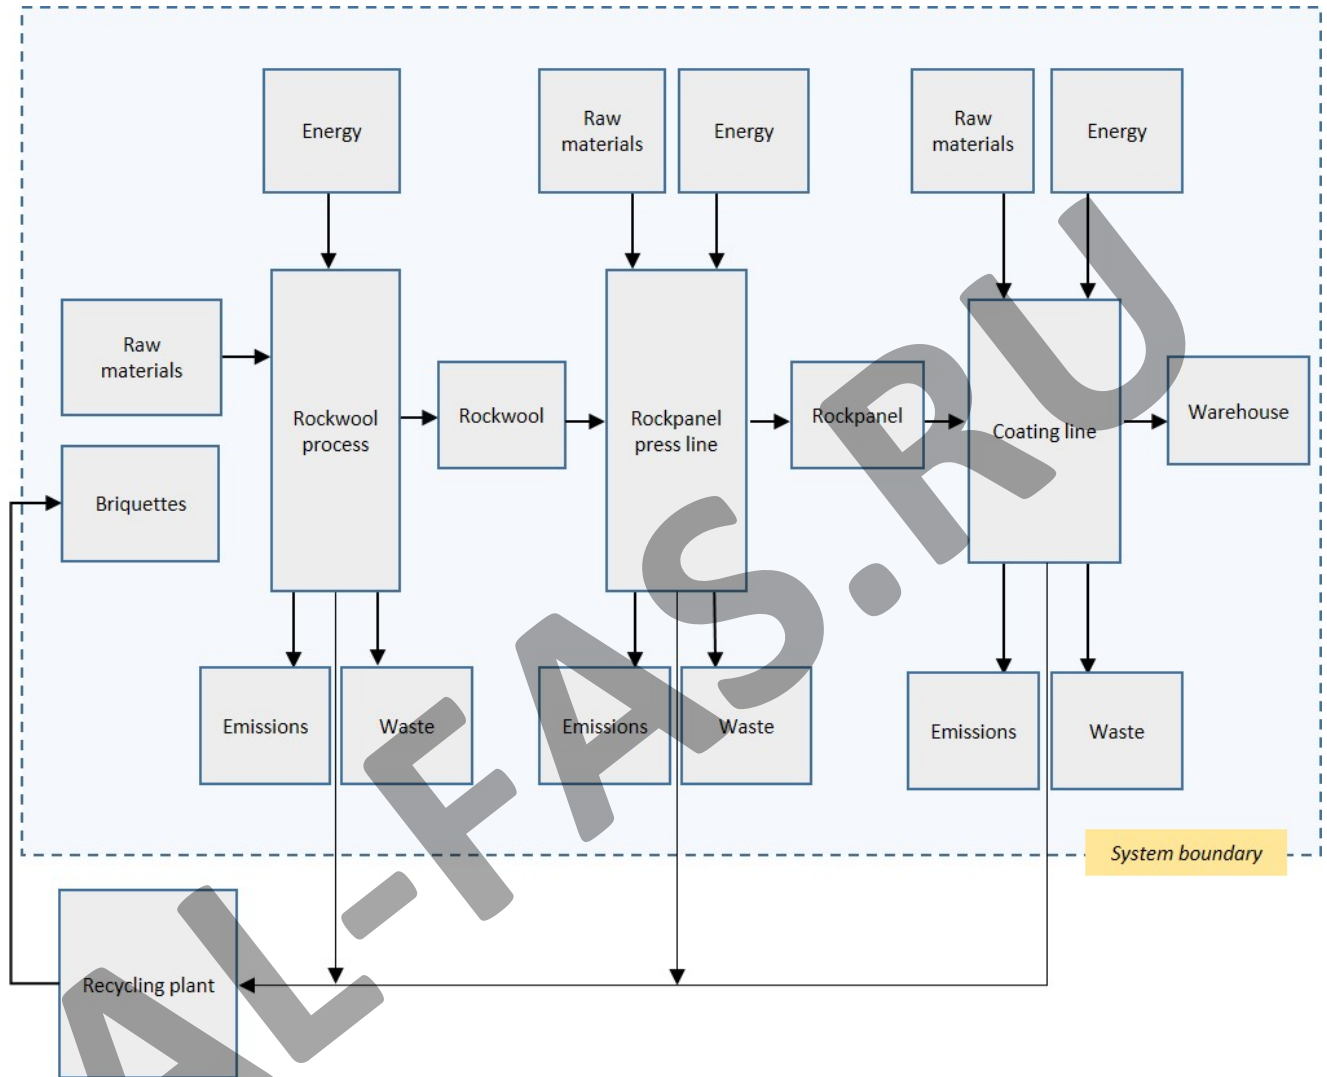 Energy
Raw
materials
Energy
Raw
materials
Energy
Raw
materials
Rockwool
process
Rockwool
Rockpanel
press line
Rockpanel
Coating line
Warehouse
Briquettes
Emissions
Waste
Emissions
Waste
Emissions
Waste
System boundary
Recycling plant
AL-FAS.RU